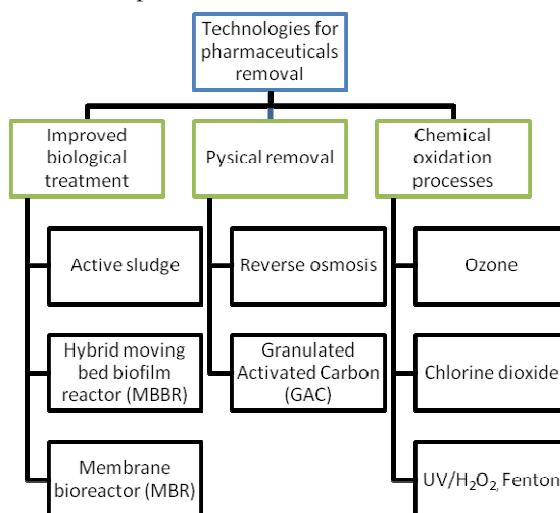 Technologies for
pharmaceuticals
removal
Improved
biological
treatment
Pysical removal
Chemical
oxidation
processes
Active sludge
Hybrid moving
bed biofilm
reactor (MBBR)
Membrane
bioreactor (MBR)
Reverse osmosis
Granulated
Activated Carbon
(GAC)
Ozone
Chlorine dioxide
UV/H₂O₂, Fenton